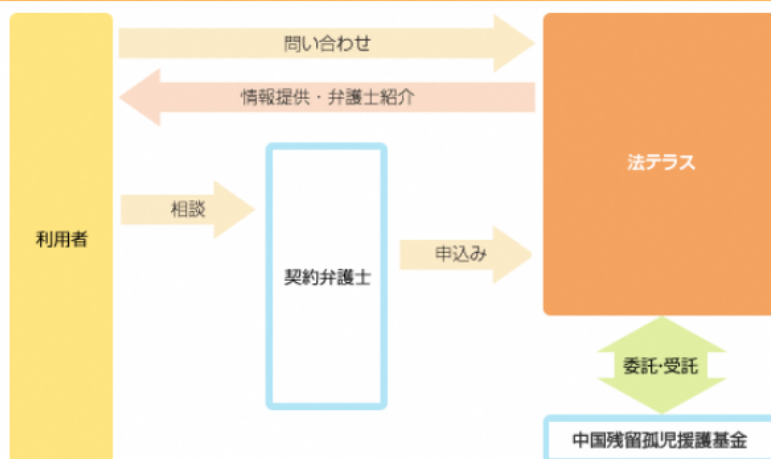 問い合わせ
情報提供・弁護士紹介
法テラス
相談
利用者
申込み
契約弁護士
委託・受託
中国残留孤児援護基金